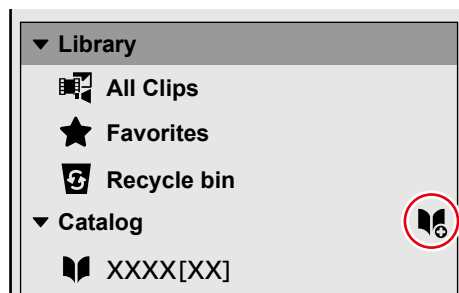 Library
All Clips
Favorites
Recycle bin
Catalog
XXXX[XX]